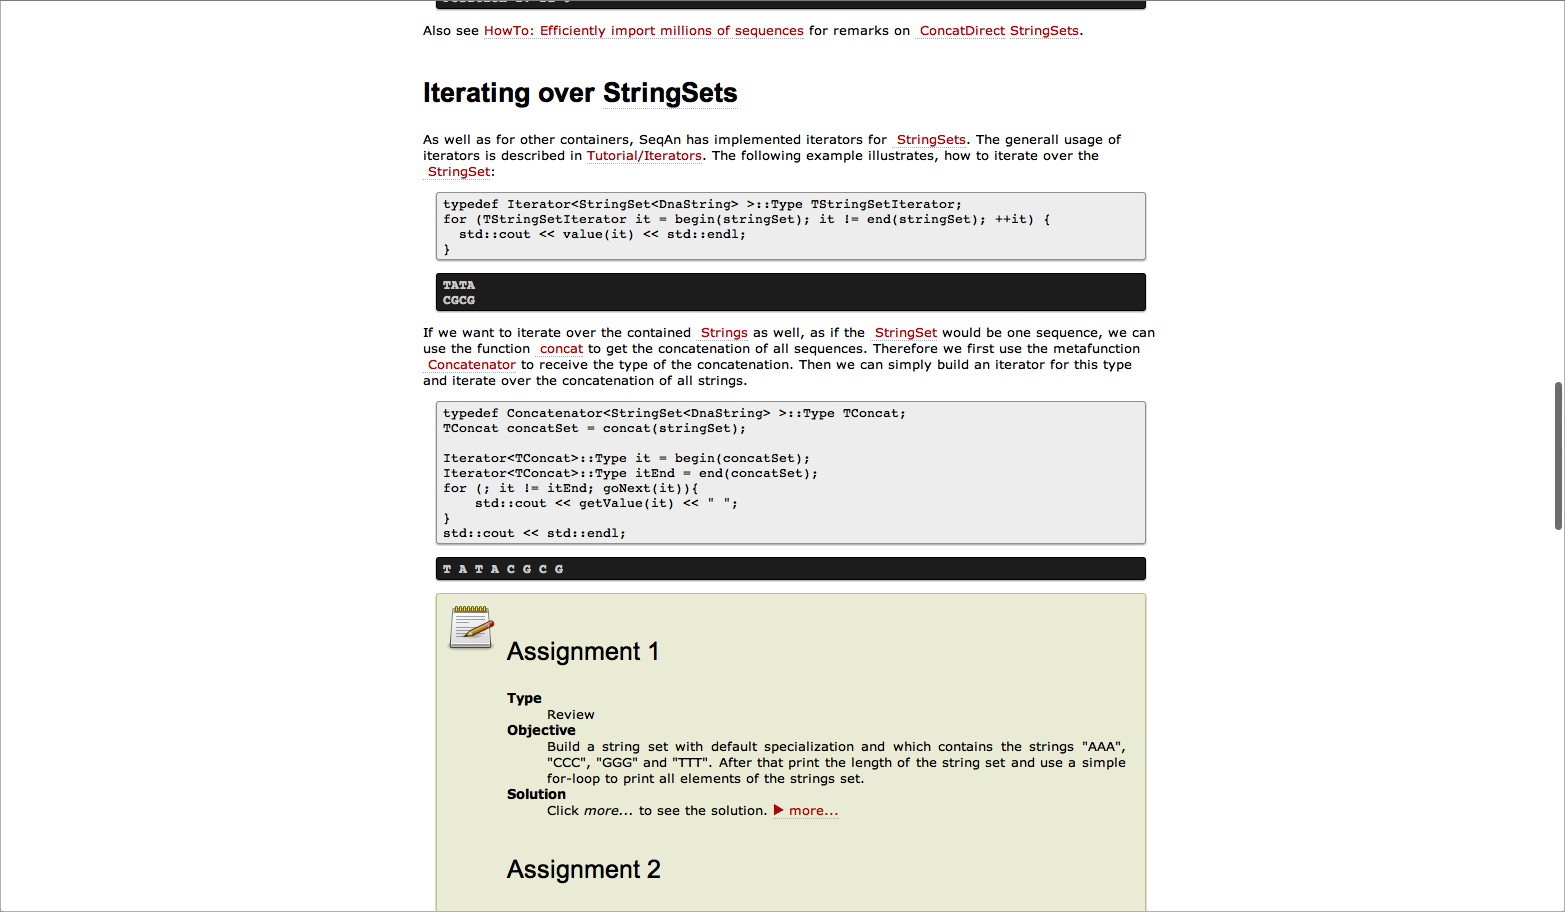 Also see HowTo: Efficiently import millions of sequences for remarks on ConcatDirect StringSets.
Iterating over StringSets
As well as for other containers, SeqAn has implemented iterators for StringSets. The generall usage of
iterators is described in Tutorial/Iterators. The following example illustrates, how to iterate over the
StringSet:
typedef Iterator<StringSet<DnaString> >::Type TStringSetIterator;
for (TStringSetIterator it = begin(stringSet); it != end(stringSet); ++it) {
  std::cout << value(it) << std::endl;
}
TATA
CGCG
If we want to iterate over the contained Strings as well, as if the StringSet would be one sequence, we can
use the function concat to get the concatenation of all sequences. Therefore we first use the metafunction
Concatenator to receive the type of the concatenation. Then we can simply build an iterator for this type
and iterate over the concatenation of all strings.
typedef Concatenator<StringSet<DnaString> >::Type TConcat;
TConcat concatSet = concat(stringSet);
Iterator<TConcat>::Type it = begin(concatSet);
Iterator<TConcat>::Type itEnd = end(concatSet);
for (; it != itEnd; goNext(it)){
    std::cout << getValue(it) << " ";
}
std::cout << std::endl;
T A T A C G C G
Assignment 1
Type
Review
Objective
Build a string set with default specialization and which contains the strings "AAA",
"CCC", "GGG" and "TTT". After that print the length of the string set and use a simple
for-loop to print all elements of the strings set.
Solution
Click more... to see the solution. ▶ more...
Assignment 2